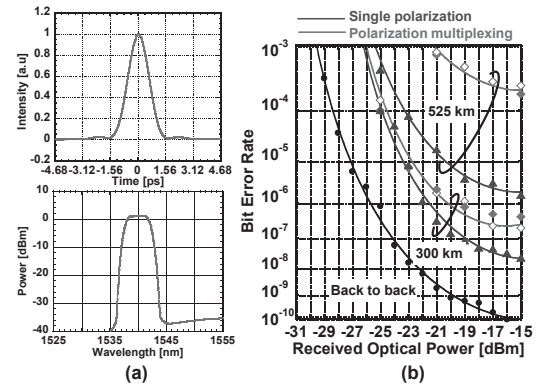 1.2
1
0.8
0.6
0.4
0.2
0
-0.2
Intensity [a.u]
-4.68 -3.12 -1.56 0 1.56 3.12 4.68
Time [ps]
10
0
-10
-20
-30
-40
Power [dBm]
1525 1535 1545 1555
Wavelength [nm]
(a)
Single polarization
Polarization multiplexing
10-3
10-4
10-5
10-6
10-7
10-8
10-9
10-10
Bit Error Rate
525 km
300 km
Back to back
-31 -29 -27 -25 -23 -21 -19 -17 -15
Received Optical Power [dBm]
(b)